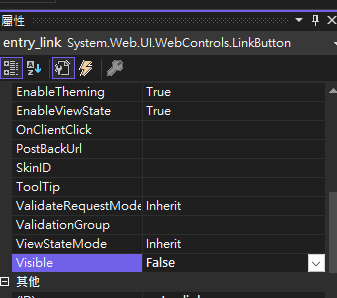 屬性
entry_link System.Web.UI.WebControls.LinkButton
EnableTheming True
EnableViewState True
OnClientClick
PostBackUrl
SkinID
ToolTip
ValidateRequestMode Inherit
ValidationGroup
ViewStateMode Inherit
Visible False
其他